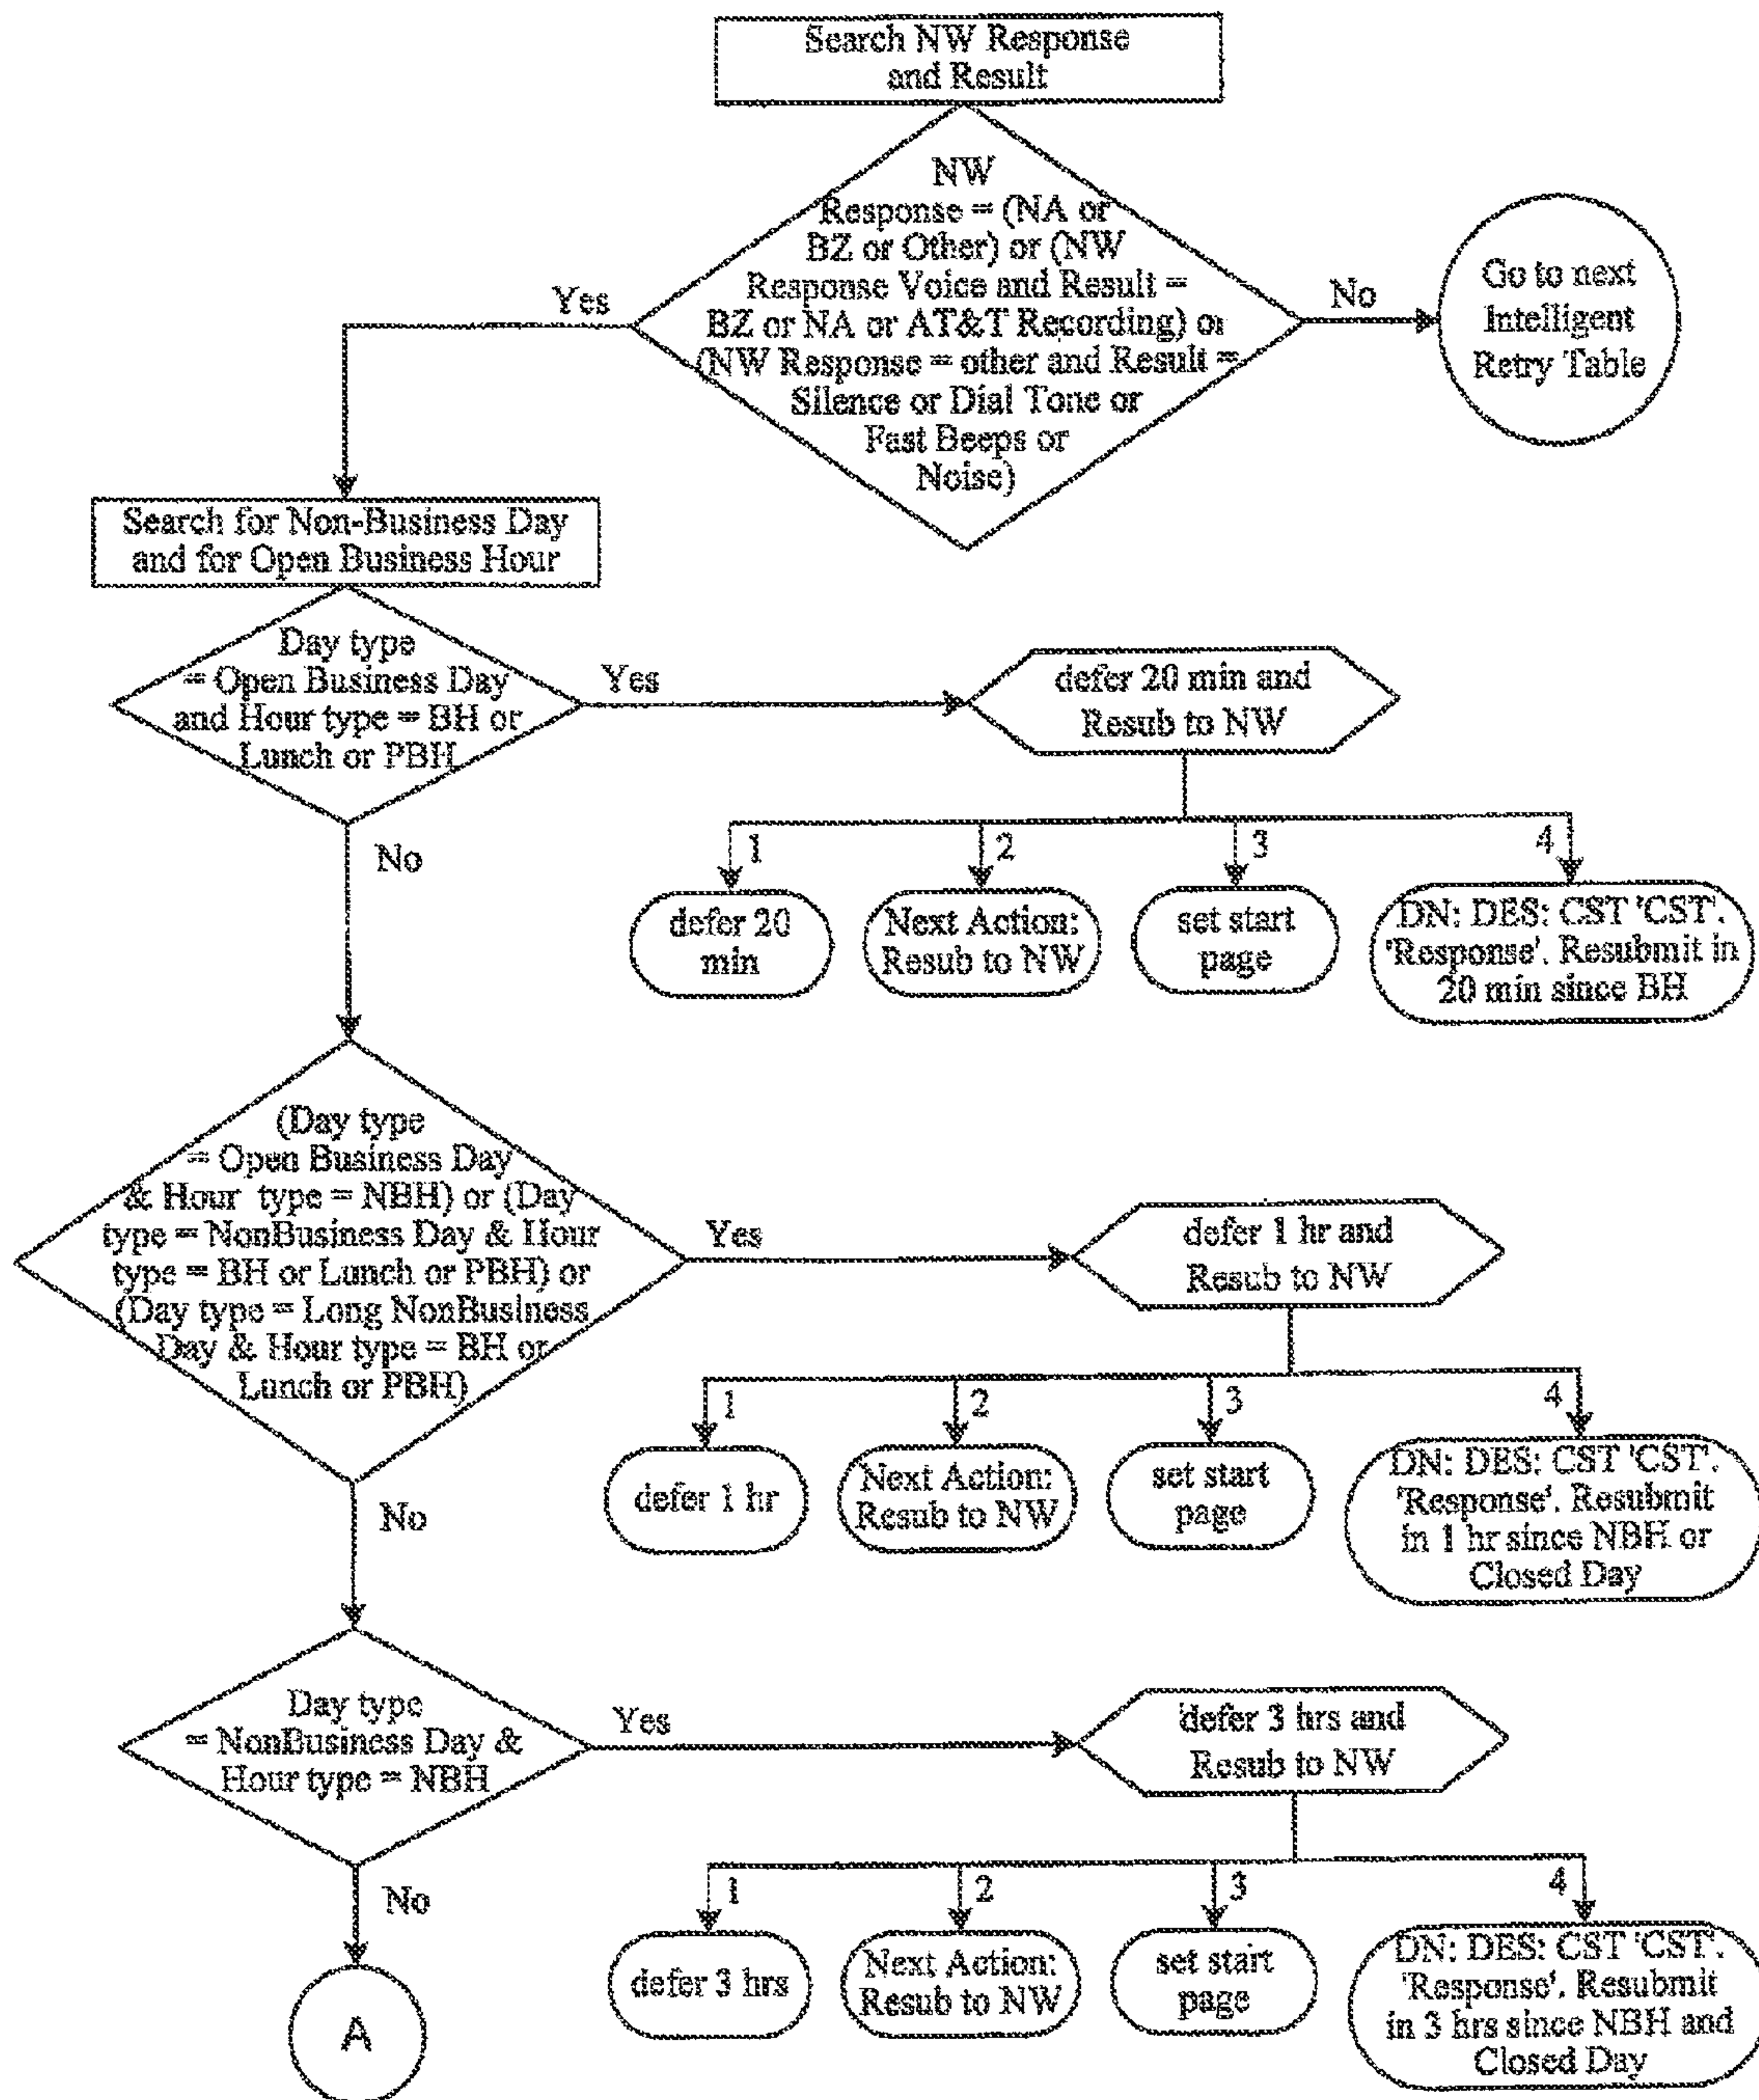 Search NW Response
and Result
NW
Response = (NA or
BZ or Other) or (NW
Response Voice and Result =
BZ or NA or AT&T Recording) or
(NW Response = other and Result =
Silence or Dial Tone or
Fast Beeps or
Noise)
Yes
No
Go to next
Intelligent
Retry Table
Search for Non-Business Day
and for Open Business Hour
Day type
= Open Business Day
and Hour type = BH or
Lunch or PBH
Yes
defer 20 min and
Resub to NW
No
1
2
3
4
defer 20
min
Next Action:
Resub to NW
set start
page
DN: DES: CST 'CST'.
'Response'. Resubmit in
20 min since BH
(Day type
= Open Business Day
& Hour type = NBH) or (Day
type = NonBusiness Day & Hour
type = BH or Lunch or PBH) or
(Day type = Long NonBusiness
Day & Hour type = BH or
Lunch or PBH)
Yes
defer 1 hr and
Resub to NW
No
1
2
3
4
defer 1 hr
Next Action:
Resub to NW
set start
page
DN: DES: CST 'CST'.
'Response'. Resubmit
in 1 hr since NBH or
Closed Day
Day type
= NonBusiness Day &
Hour type = NBH
Yes
defer 3 hrs and
Resub to NW
No
1
2
3
4
defer 3 hrs
Next Action:
Resub to NW
set start
page
DN: DES: CST 'CST'.
'Response'. Resubmit
in 3 hrs since NBH and
Closed Day
A